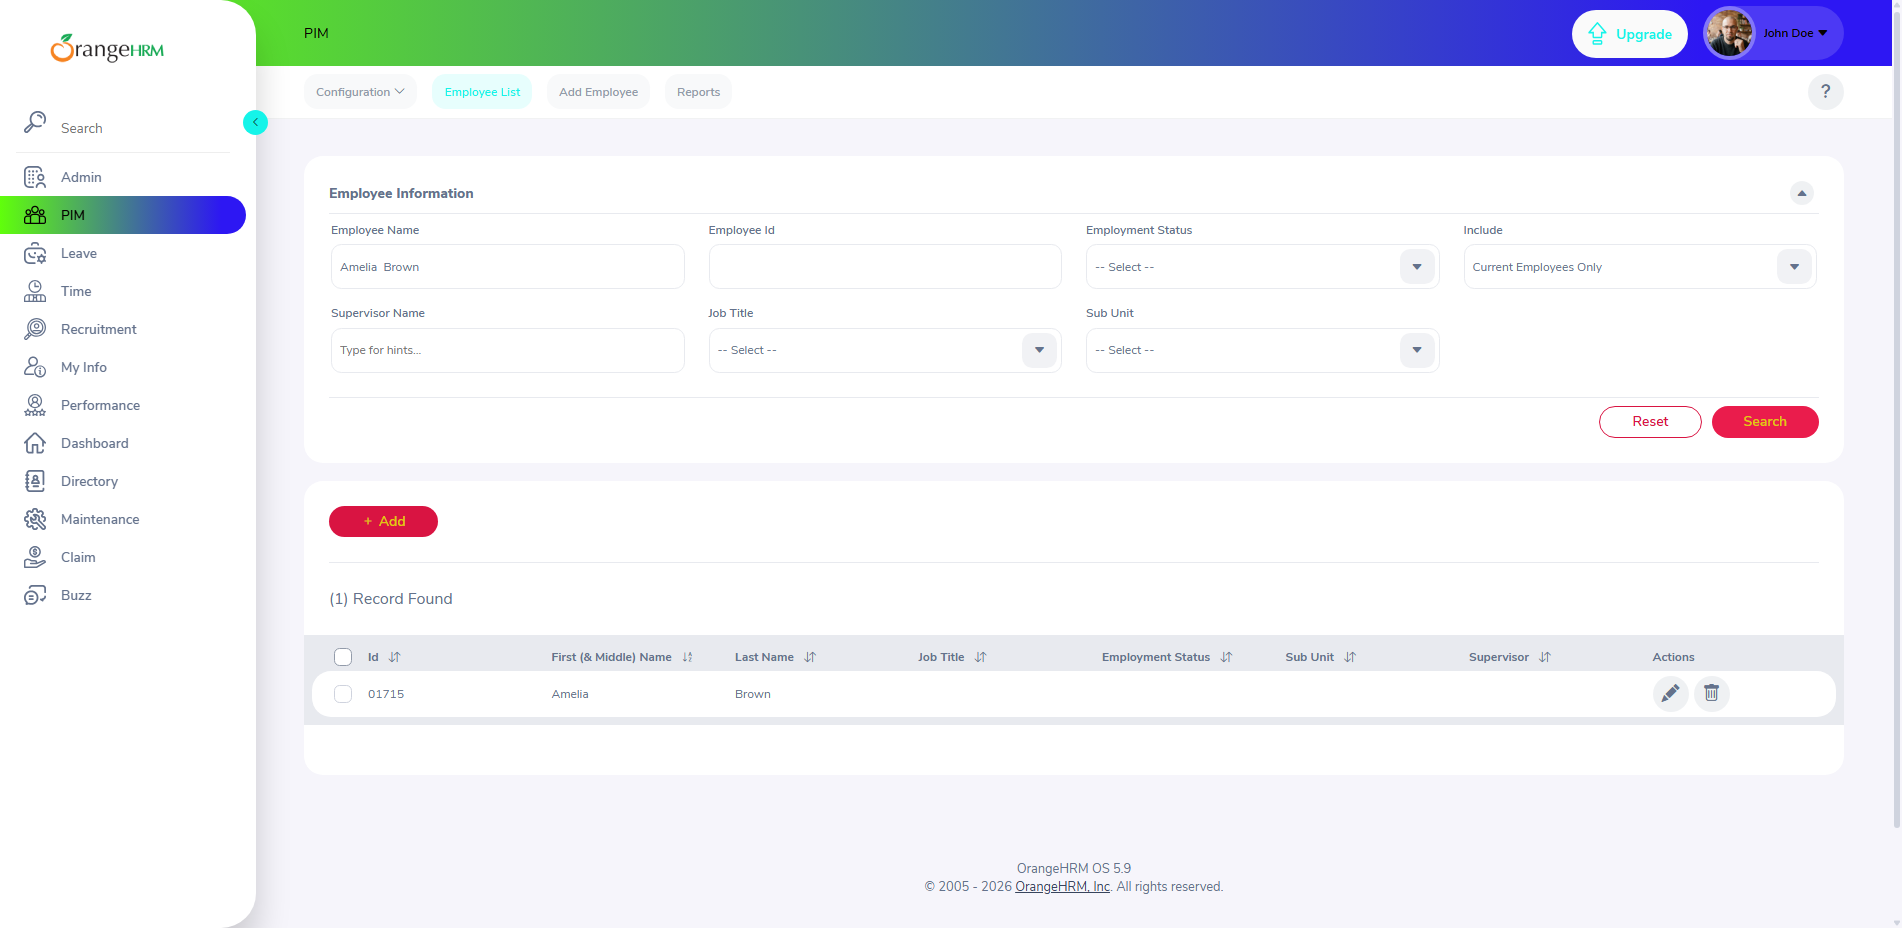 OrangeHRM
PIM
Upgrade
John Doe
Configuration
Employee List
Add Employee
Reports
?
Search
Admin
PIM
Leave
Time
Recruitment
My Info
Performance
Dashboard
Directory
Maintenance
Claim
Buzz
Employee Information
Employee Name
Employee Id
Employment Status
Include
Amelia  Brown
-- Select --
Current Employees Only
Supervisor Name
Job Title
Sub Unit
Type for hints...
-- Select --
-- Select --
Reset
Search
+ Add
(1) Record Found
Id First (& Middle) Name Last Name Job Title Employment Status Sub Unit Supervisor Actions
01715 Amelia Brown
OrangeHRM OS 5.9
© 2005 - 2026 OrangeHRM, Inc. All rights reserved.